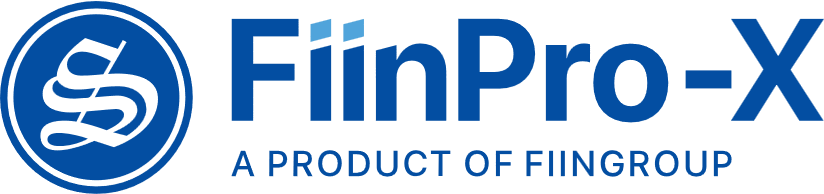 S
FiinPro-X
A PRODUCT OF FIINGROUP